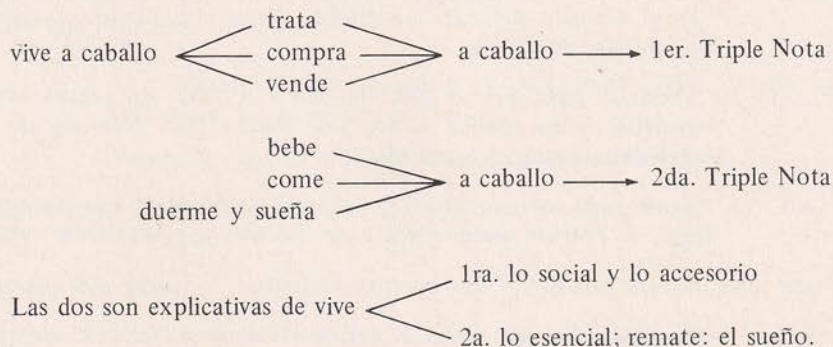 trata
vive a caballo compra a caballo 1er. Triple Nota
vende
bebe
come a caballo 2da. Triple Nota
duerme y sueña
1ra. lo social y lo accesorio
Las dos son explicativas de vive
2a. lo esencial; remate: el sueño.